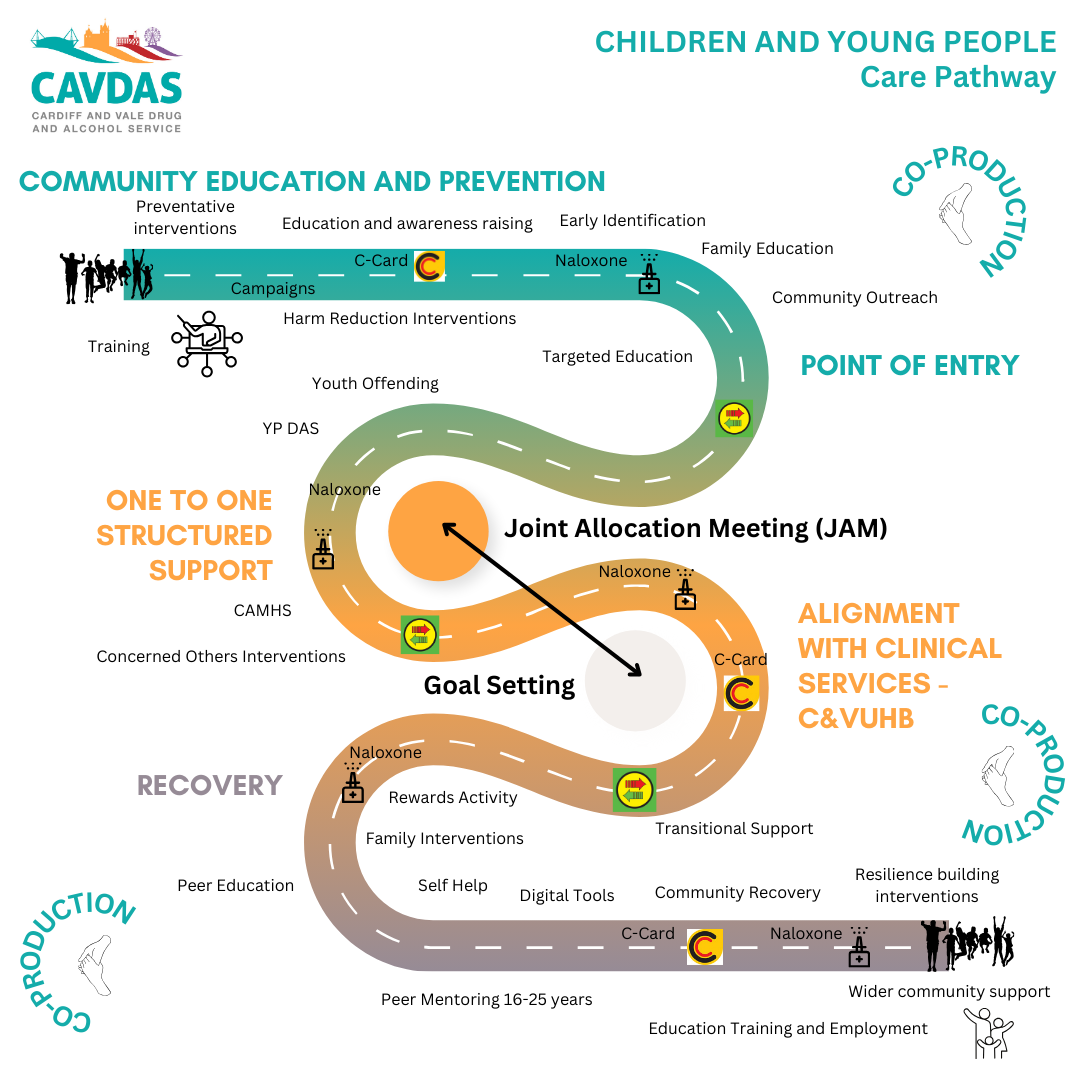 CAVDAS
CARDIFF AND VALE DRUG
AND ALCOHOL SERVICE
CHILDREN AND YOUNG PEOPLE
Care Pathway
CO-PRODUCTION
COMMUNITY EDUCATION AND PREVENTION
Preventative
interventions
Education and awareness raising
Early Identification
Family Education
C-Card
Naloxone
Campaigns
Community Outreach
Harm Reduction Interventions
Training
Targeted Education
POINT OF ENTRY
Youth Offending
YP DAS
Naloxone
ONE TO ONE
STRUCTURED
SUPPORT
Joint Allocation Meeting (JAM)
Naloxone
CAMHS
ALIGNMENT
WITH CLINICAL
SERVICES -
C&VUHB
Concerned Others Interventions
C-Card
Goal Setting
CO-PRODUCTION
Naloxone
RECOVERY
Rewards Activity
Transitional Support
Family Interventions
Peer Education
Self Help
Digital Tools
Community Recovery
Resilience building
interventions
CO-PRODUCTION
C-Card
Naloxone
Peer Mentoring 16-25 years
Wider community support
Education Training and Employment